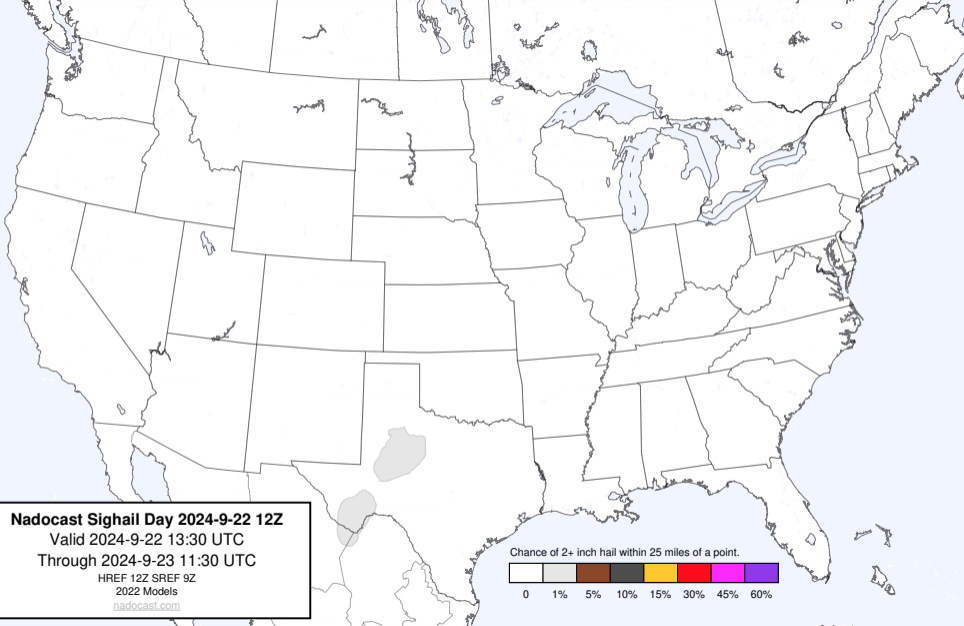 Nadocast Sighail Day 2024-9-22 12Z
Valid 2024-9-22 13:30 UTC
Through 2024-9-23 11:30 UTC
HREF 12Z SREF 9Z
2022 Models
nadocast.com
Chance of 2+ inch hail within 25 miles of a point.
0 1% 5% 10% 15% 30% 45% 60%